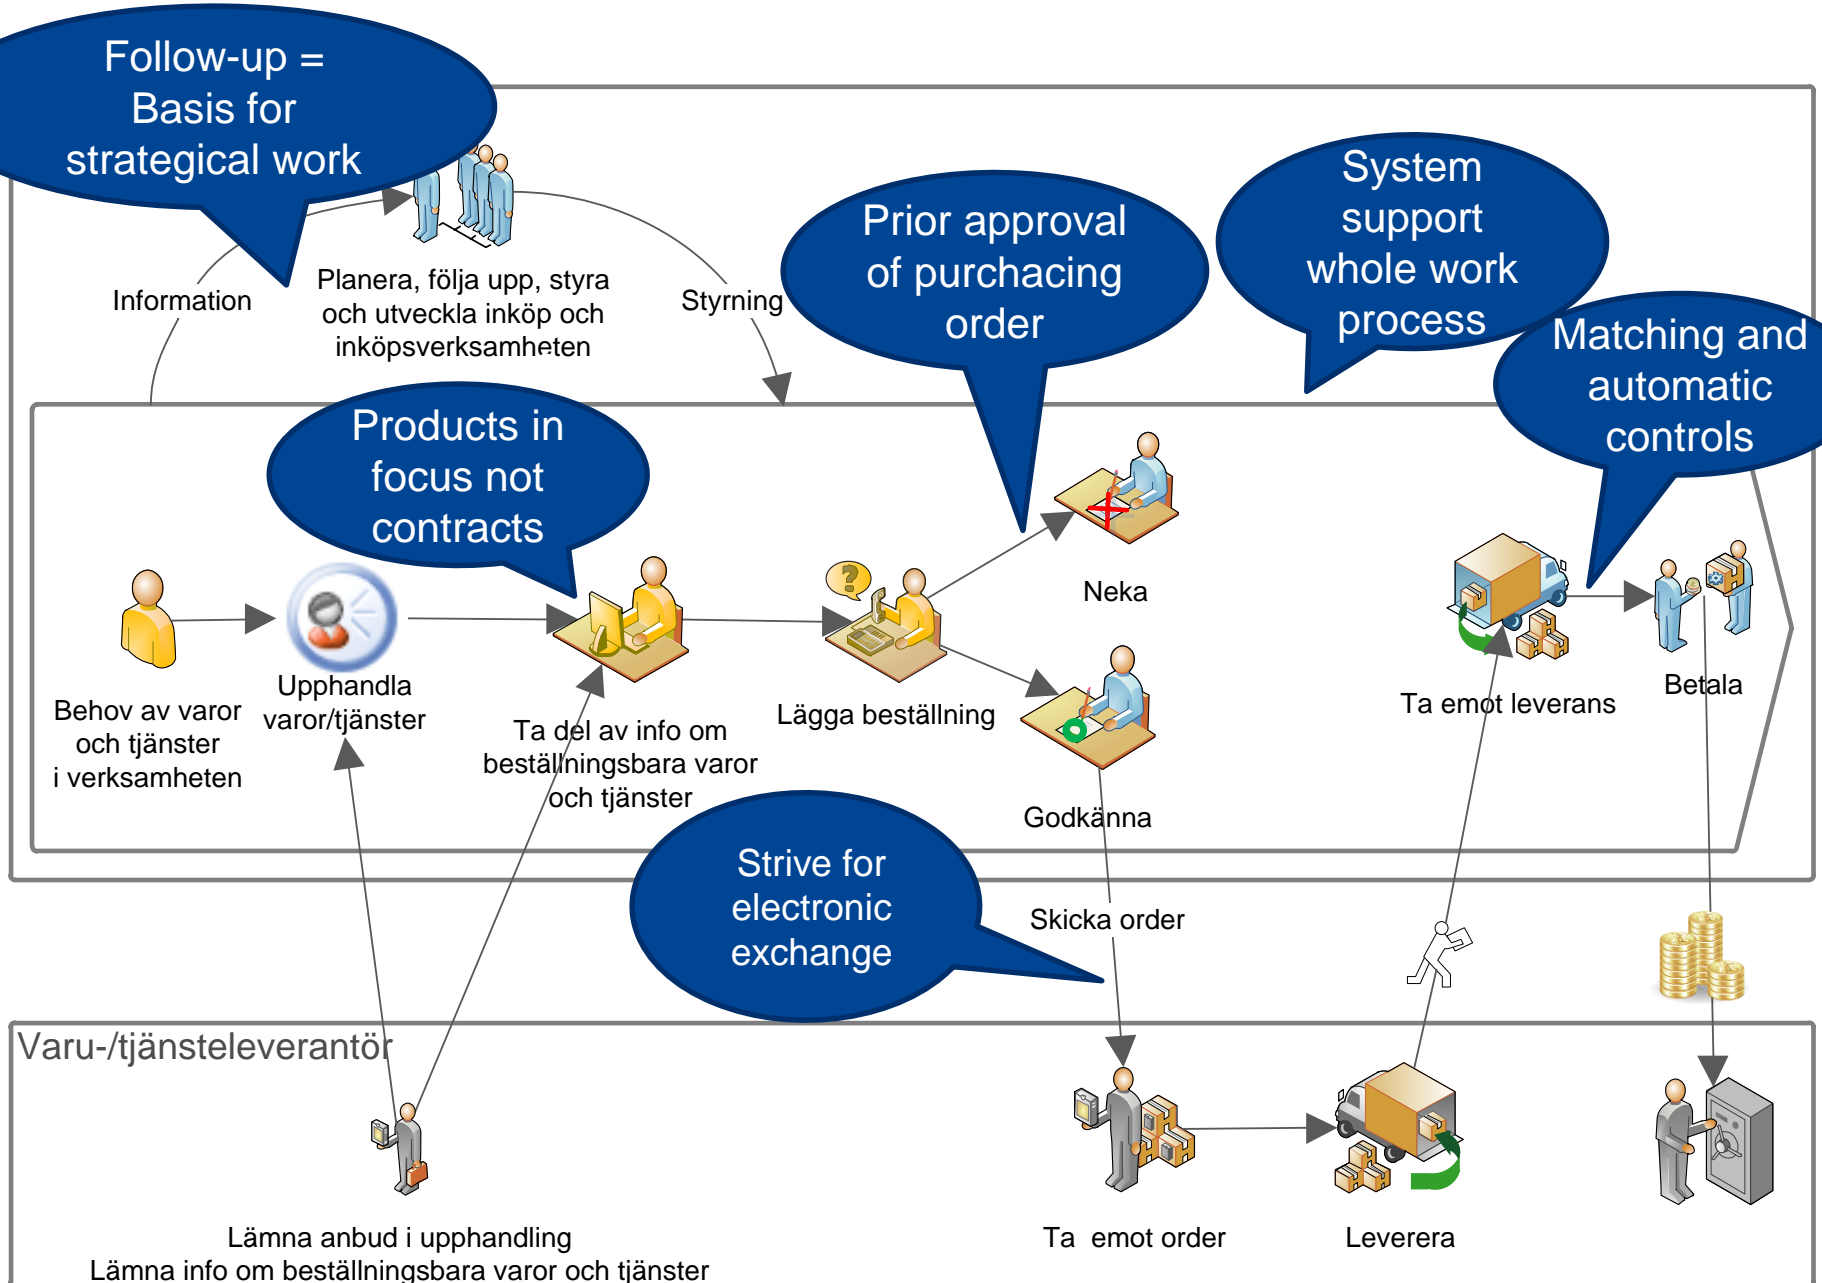 Follow-up =
Basis for
strategical work
System
support
whole work
process
Prior approval
of purchacing
order
Information
Planera, följa upp, styra
och utveckla inköp och
inköpsverksamheten
Styrning
Matching and
automatic
controls
Products in
focus not
contracts
Neka
Behov av varor
och tjänster
i verksamheten
Upphandla
varor/tjänster
Ta del av info om
beställningsbara varor
och tjänster
Lägga beställning
Godkänna
Ta emot leverans
Betala
Strive for
electronic
exchange
Skicka order
Varu-/tjänsteleverantör
Lämna anbud i upphandling
Lämna info om beställningsbara varor och tjänster
Ta emot order
Leverera